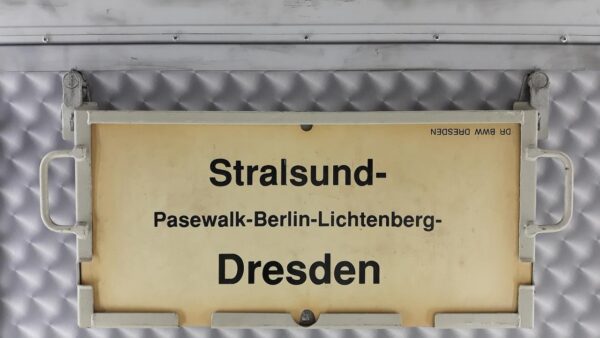 DR BWW DRESDEN
Stralsund-
Pasewalk-Berlin-Lichtenberg-
Dresden